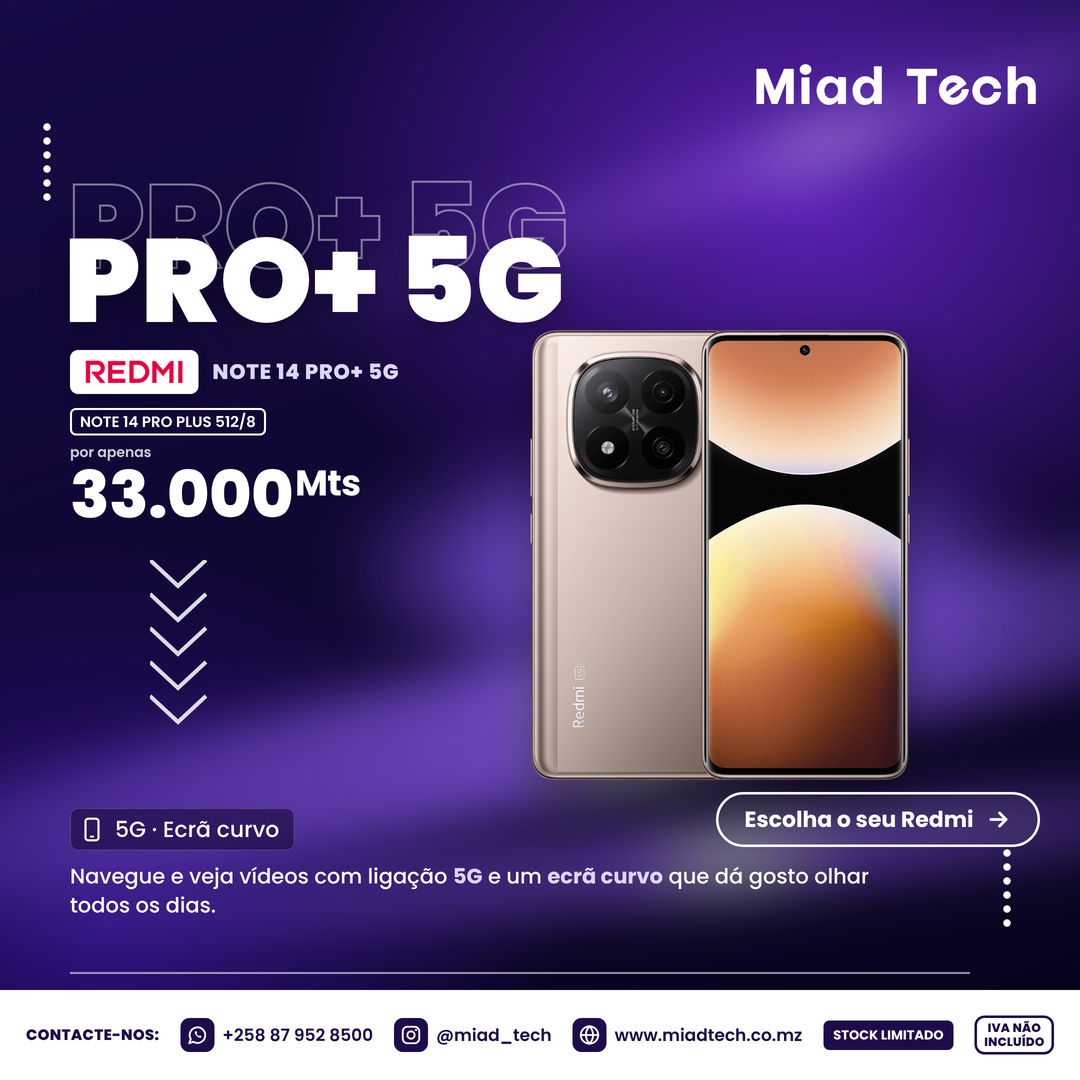 Miad Tech
PRO+ 5G
PRO+ 5G
REDMI NOTE 14 PRO+ 5G
NOTE 14 PRO PLUS 512/8
por apenas
33.000Mts
Redmi 5G
Escolha o seu Redmi →
5G · Ecrã curvo
Navegue e veja vídeos com ligação 5G e um ecrã curvo que dá gosto olhar
todos os dias.
CONTACTE-NOS: +258 87 952 8500 @miad_tech www.miadtech.co.mz STOCK LIMITADO
IVA NÃO
INCLUÍDO